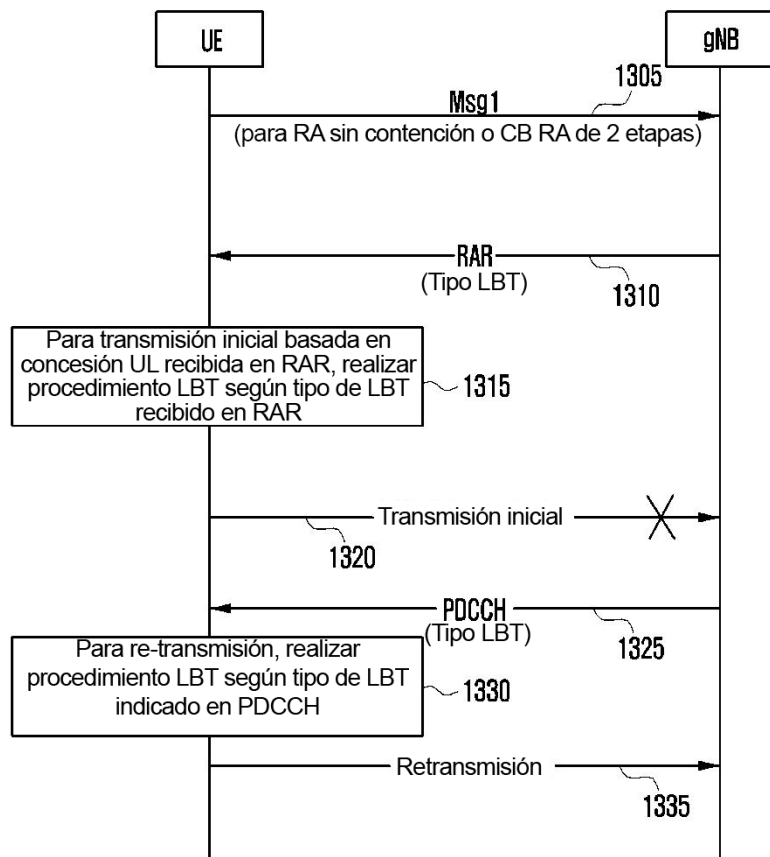 UE
gNB
1305
Msg1
(para RA sin contención o CB RA de 2 etapas)
RAR
(Tipo LBT)
1310
Para transmisión inicial basada en
concesión UL recibida en RAR, realizar
procedimiento LBT según tipo de LBT
recibido en RAR
1315
Transmisión inicial
1320
PDCCH
(Tipo LBT)
1325
Para re-transmisión, realizar
procedimiento LBT según tipo de LBT
indicado en PDCCH
1330
Retransmisión
1335